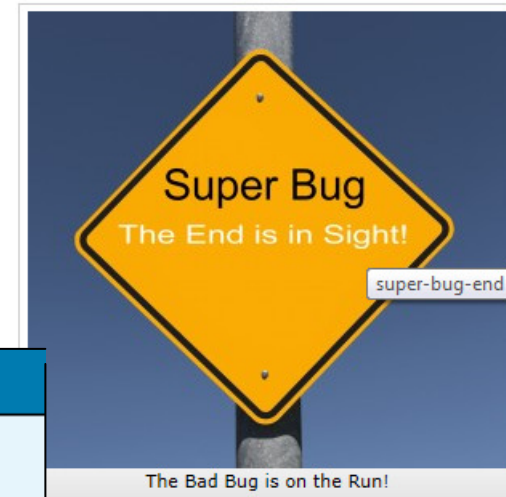 Super Bug
The End is in Sight!
super-bug-end
The Bad Bug is on the Run!